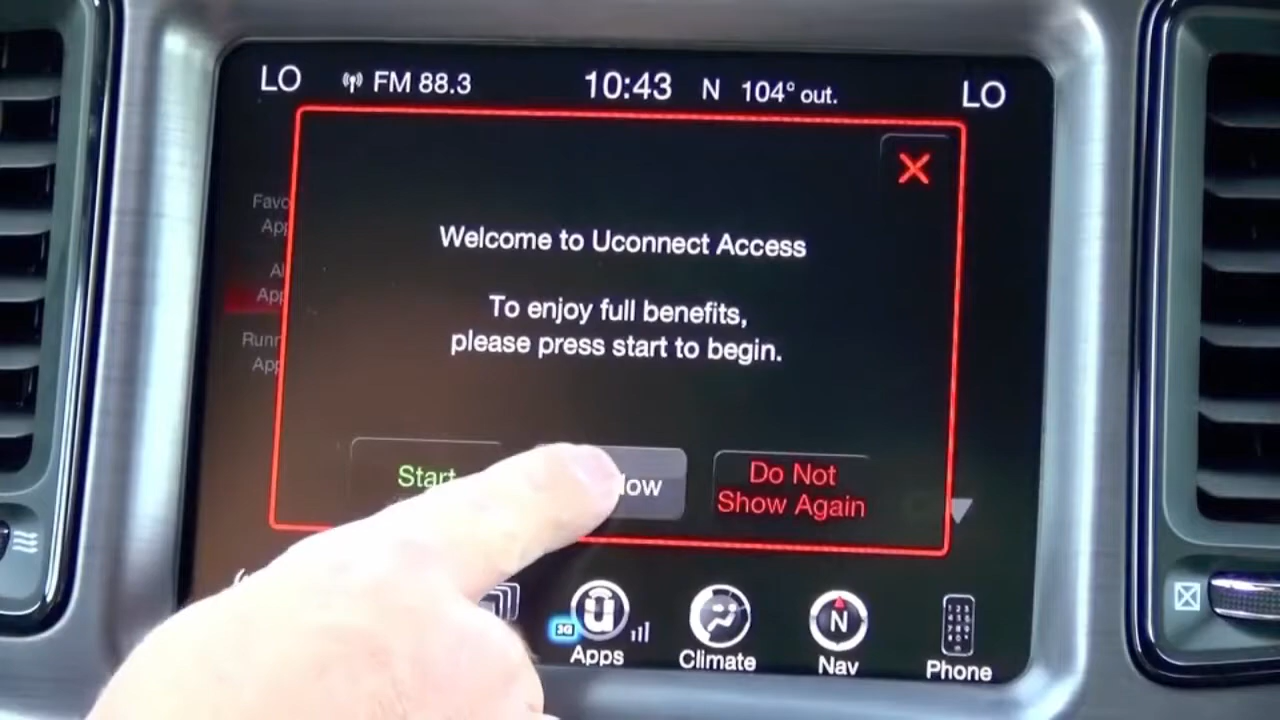 LO FM 88.3 10:43 N 104° out. LO
Welcome to Uconnect Access
To enjoy full benefits,
please press start to begin.
Start
Do Not
Show Again
3G
N
Apps Climate Nav Phone